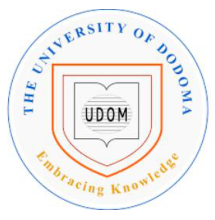 THE UNIVERSITY OF DODOMA
UDOM
Embracing Knowledge